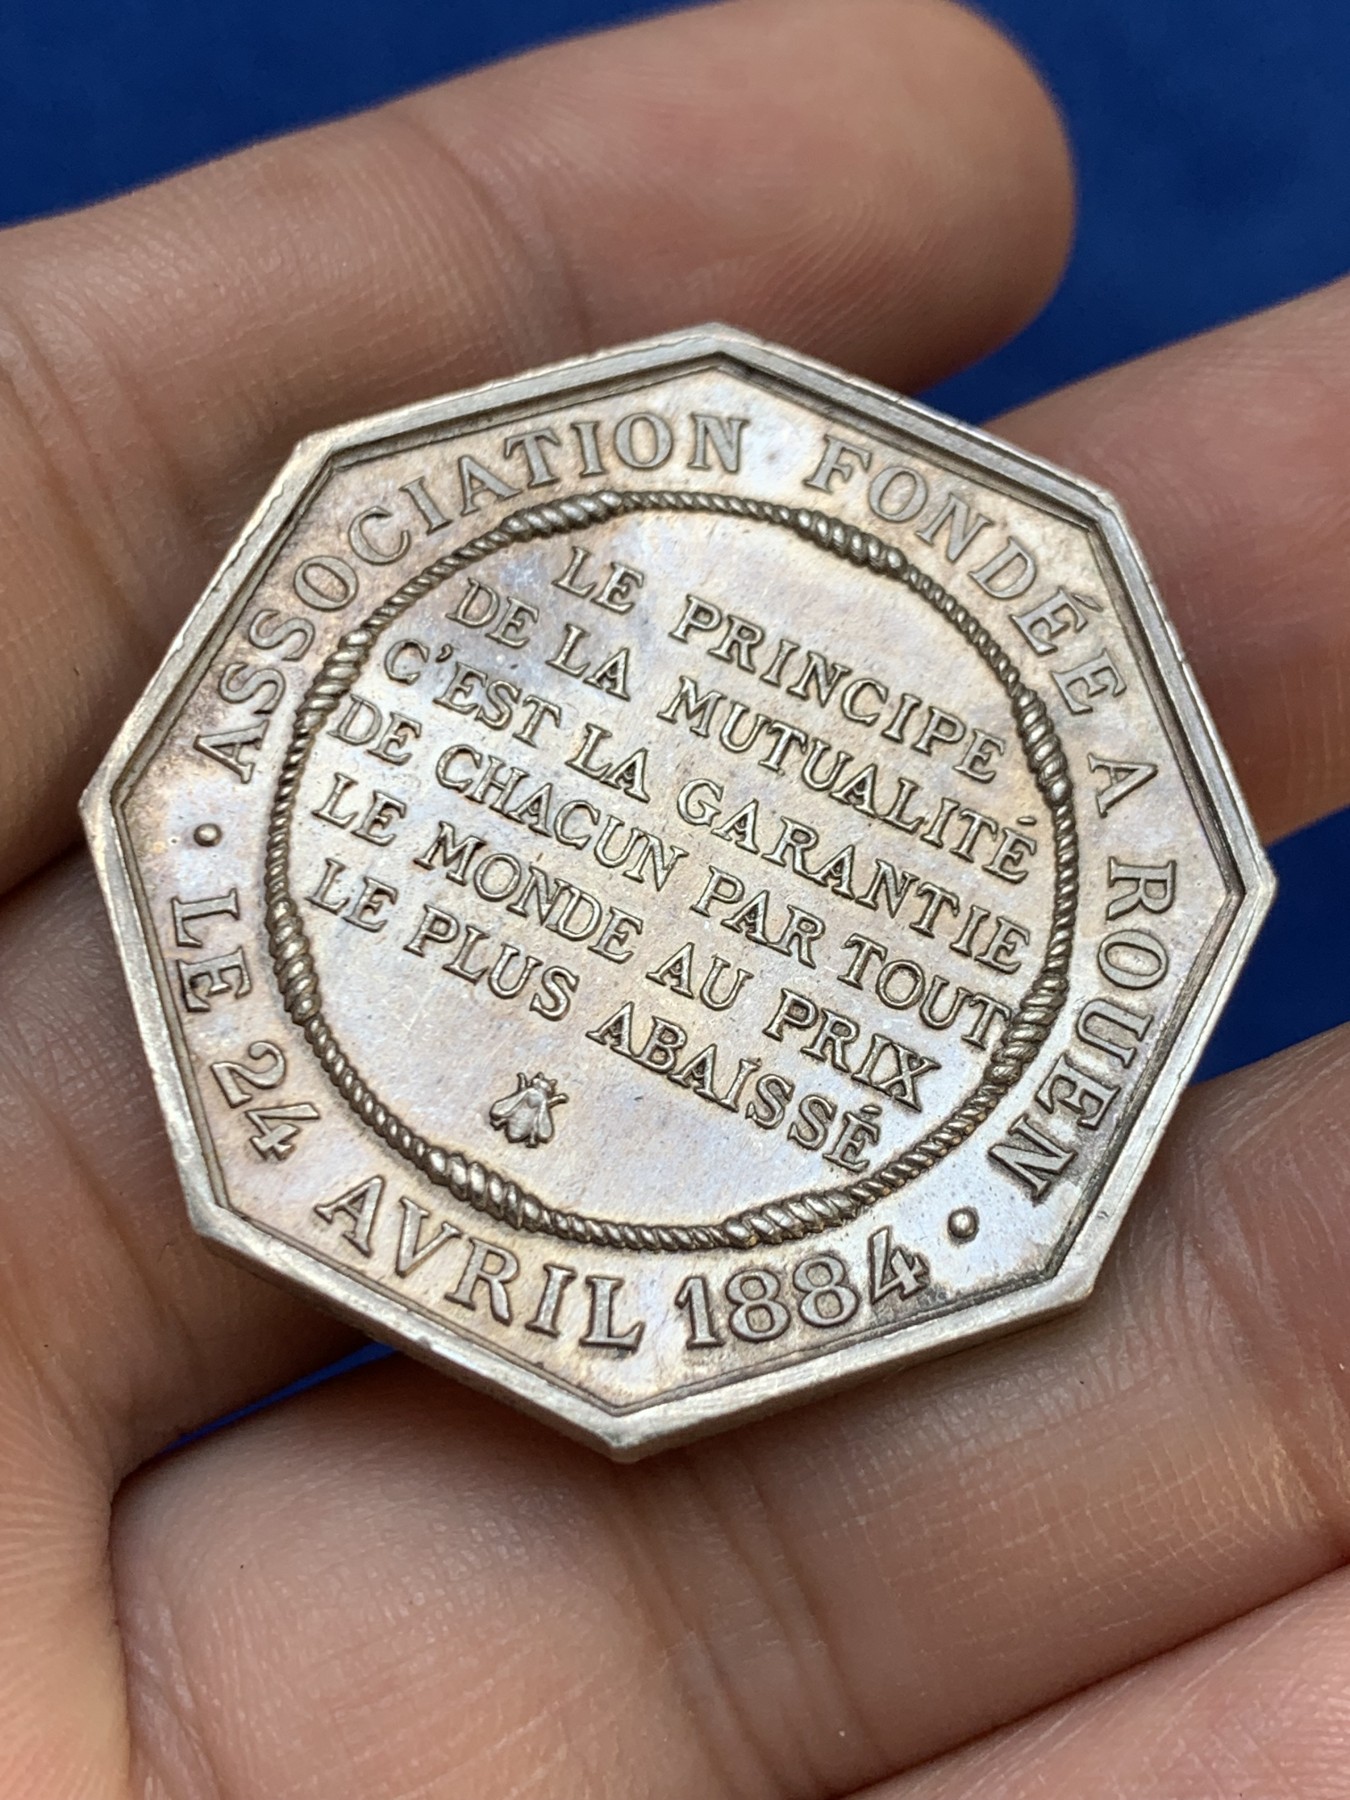 ASSOCIATION FONDÉE A ROUEN
· LE 24 AVRIL 1884 ·
LE PRINCIPE
DE LA MUTUALITÉ
C'EST LA GARANTIE
DE CHACUN PAR TOUT
LE MONDE AU PRIX
LE PLUS ABAISSÉ